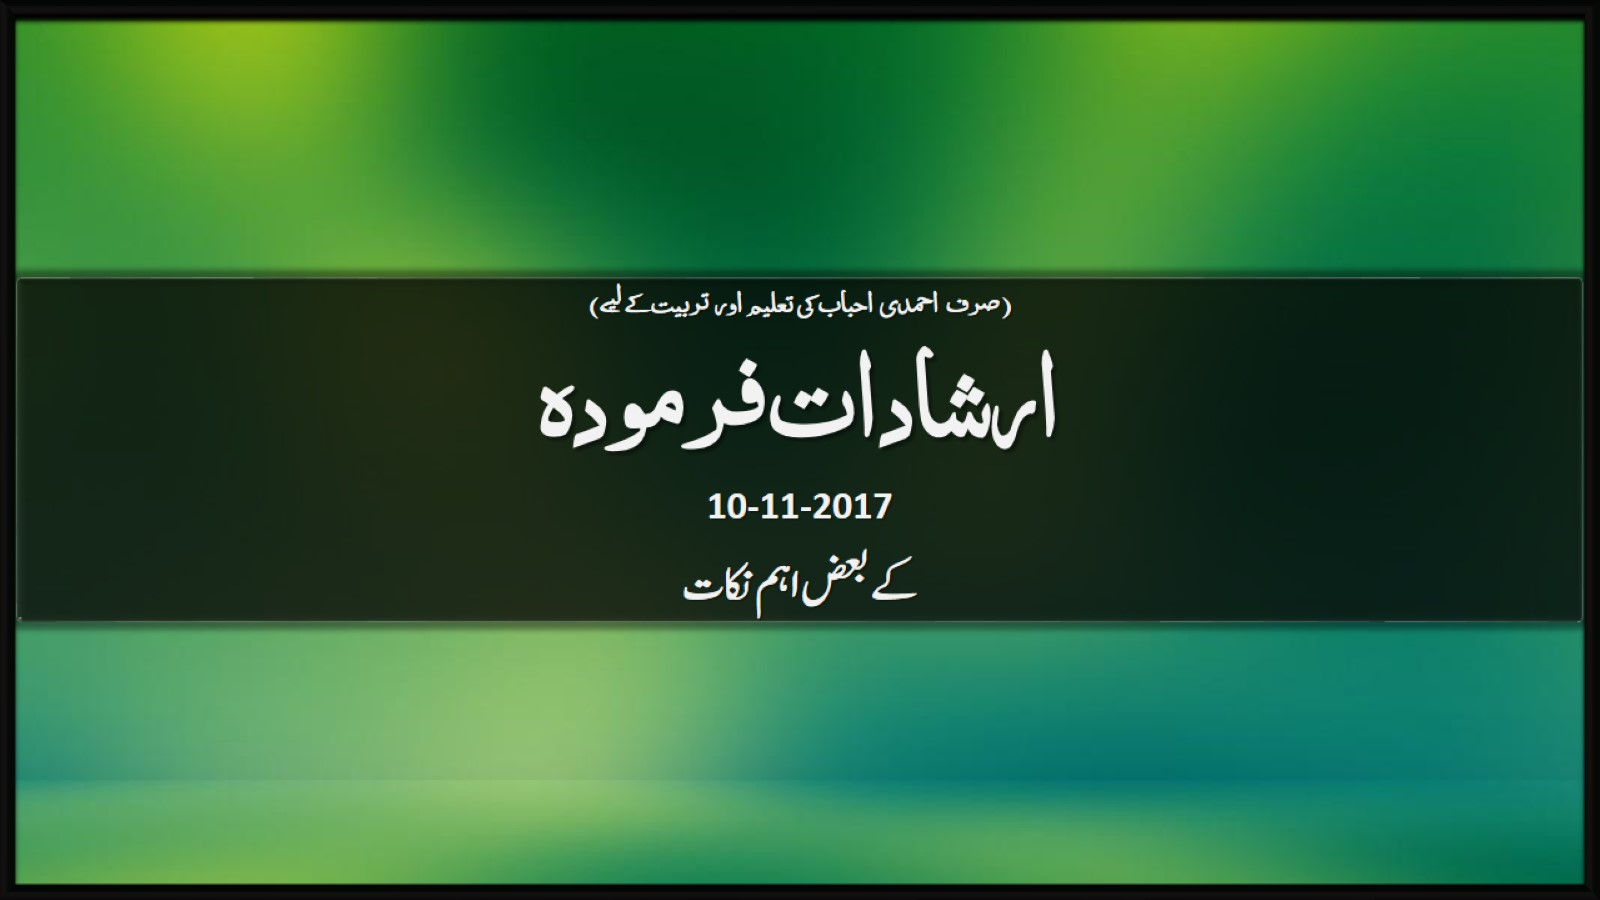 (صرف احمدی احباب کی تعلیم اور تربیت کے لیے)
ارشادات فرمودہ
10-11-2017
کے بعض اہم نکات